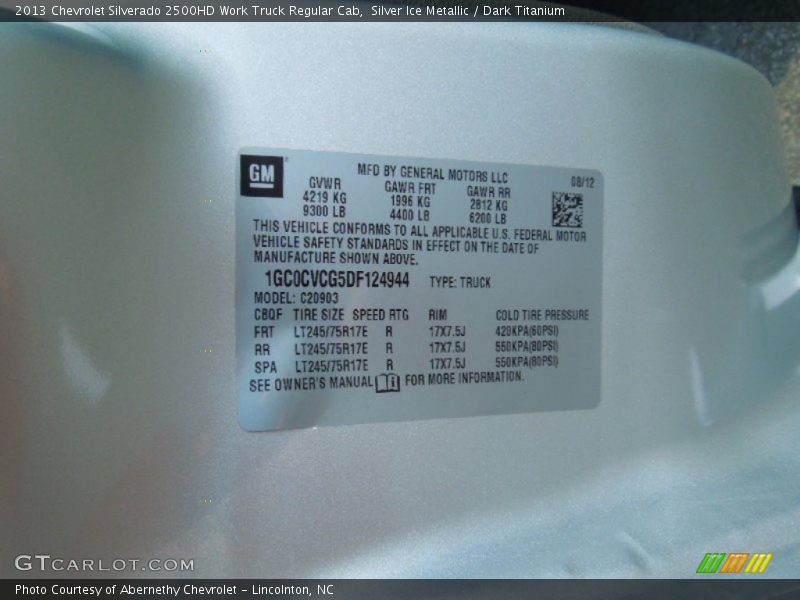 2013 Chevrolet Silverado 2500HD Work Truck Regular Cab, Silver Ice Metallic / Dark Titanium
GM
MFD BY GENERAL MOTORS LLC 08/12
GVWR GAWR FRT GAWR RR
4219 KG 1996 KG 2812 KG
9300 LB 4400 LB 6200 LB
THIS VEHICLE CONFORMS TO ALL APPLICABLE U.S. FEDERAL MOTOR
VEHICLE SAFETY STANDARDS IN EFFECT ON THE DATE OF
MANUFACTURE SHOWN ABOVE.
1GC0CVCG5DF124944 TYPE: TRUCK
MODEL: C20903
CBQF TIRE SIZE SPEED RTG RIM COLD TIRE PRESSURE
FRT LT245/75R17E R 17X7.5J 420KPA(60PSI)
RR LT245/75R17E R 17X7.5J 550KPA(80PSI)
SPA LT245/75R17E R 17X7.5J 550KPA(80PSI)
SEE OWNER'S MANUAL FOR MORE INFORMATION.
GTCARLOT.COM
Photo Courtesy of Abernethy Chevrolet – Lincolnton, NC